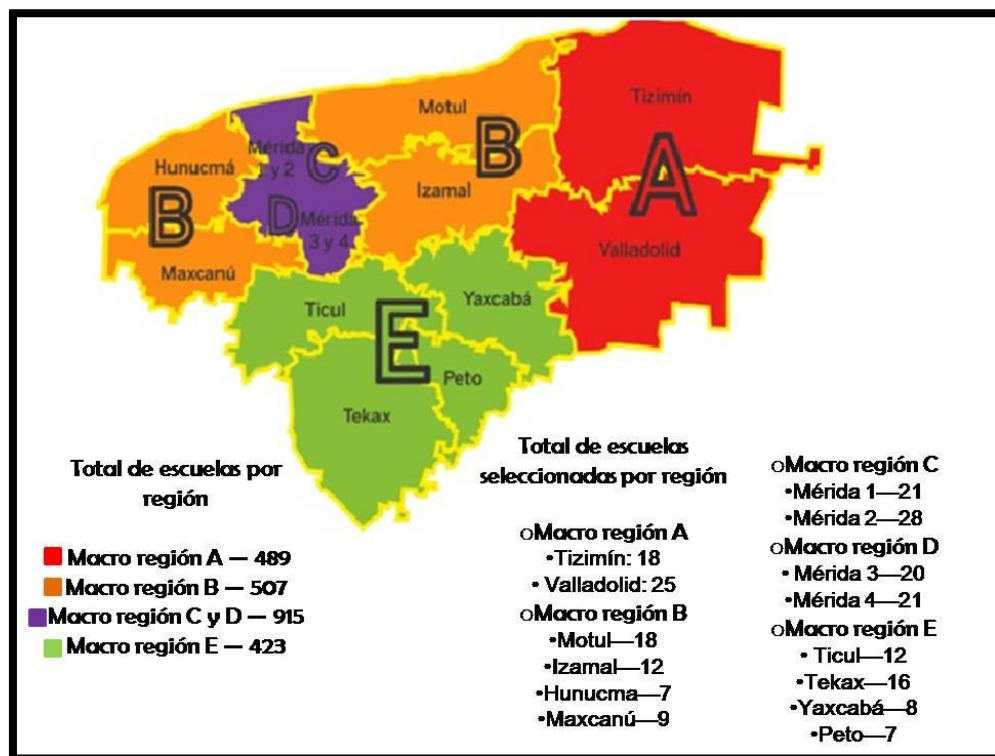 Tizimín
Motul
B
A
Mérida
1 y 2
C
Hunucmá
B
Izamal
D
Mérida
3 y 4
Valladolid
Maxcanú
Ticul
E
Yaxcabá
Peto
Tekax
Total de escuelas por
región
Macro región A — 489
Macro región B — 507
Macro región C y D — 915
Macro región E — 423
Total de escuelas
seleccionadas por región
oMacro región A
•Tizimín: 18
• Valladolid: 25
oMacro región B
•Motul—18
•Izamal—12
•Hunucma—7
•Maxcanú—9
oMacro región C
•Mérida 1—21
•Mérida 2—28
oMacro región D
• Mérida 3—20
•Mérida 4—21
oMacro región E
• Ticul—12
•Tekax—16
•Yaxcabá—8
• Peto—7